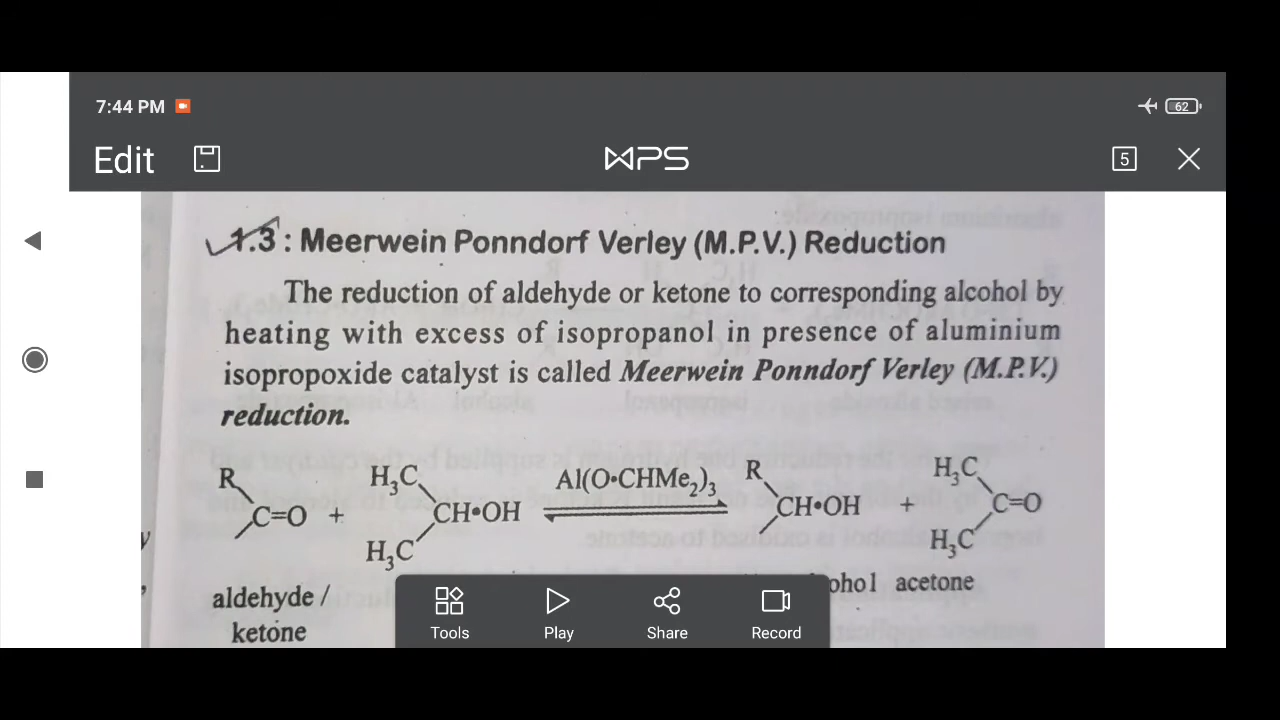 7:44 PM
62
Edit
WPS
5
1.3 : Meerwein Ponndorf Verley (M.P.V.) Reduction
The reduction of aldehyde or ketone to corresponding alcohol by
heating with excess of isopropanol in presence of aluminium
isopropoxide catalyst is called Meerwein Ponndorf Verley (M.P.V.)
reduction.
R
C=O +
H₃C
CH•OH
H₃C
Al(O•CHMe₂)₃
R
CH•OH +
H₃C
C=O
H₃C
aldehyde /
ketone
acetone
Tools
Play
Share
Record